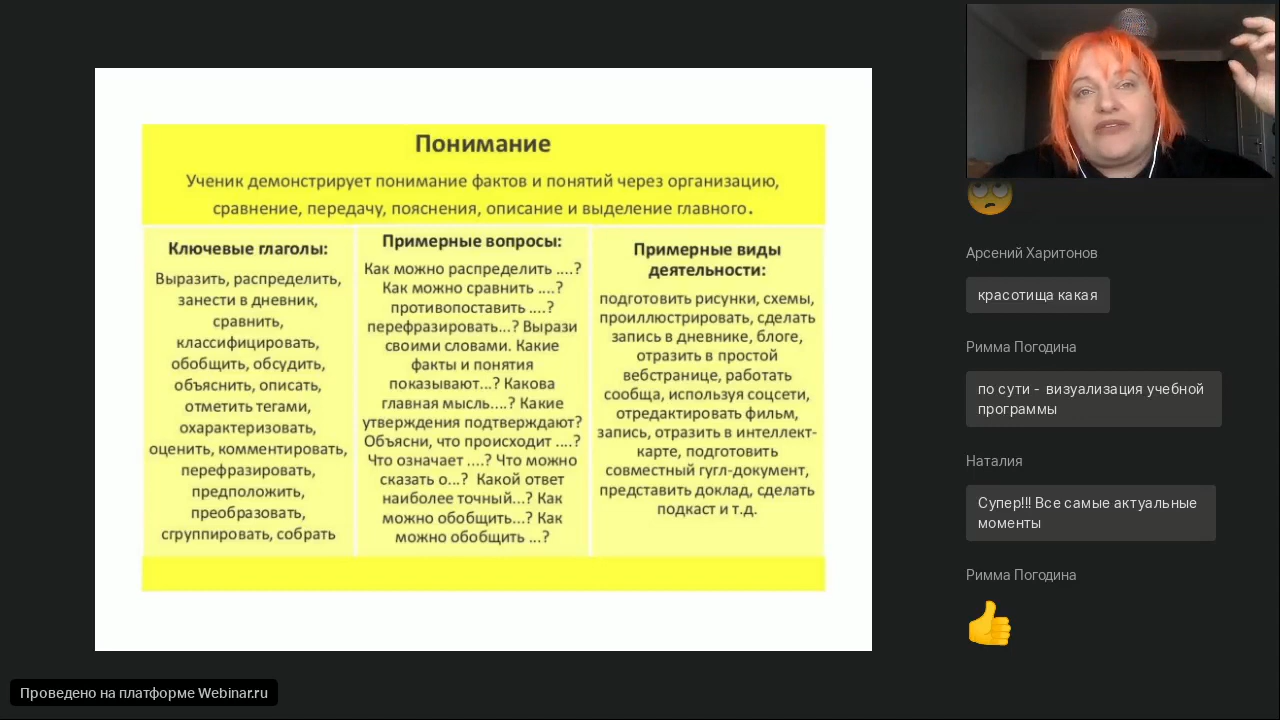 Понимание
Ученик демонстрирует понимание фактов и понятий через организацию,
сравнение, передачу, пояснения, описание и выделение главного.
Ключевые глаголы:
Выразить, распределить,
занести в дневник,
сравнить,
классифицировать,
обобщить, обсудить,
объяснить, описать,
отметить тегами,
охарактеризовать,
оценить, комментировать,
перефразировать,
предположить,
преобразовать,
сгруппировать, собрать
Примерные вопросы:
Как можно распределить ....?
Как можно сравнить ....?
противопоставить ....?
перефразировать...? Вырази
своими словами. Какие
факты и понятия
показывают...? Какова
главная мысль....? Какие
утверждения подтверждают?
Объясни, что происходит ....?
Что означает ....? Что можно
сказать о...? Какой ответ
наиболее точный...? Как
можно обобщить...? Как
можно обобщить ...?
Примерные виды
деятельности:
подготовить рисунки, схемы,
проиллюстрировать, сделать
запись в дневнике, блоге,
отразить в простой
вебстранице, работать
сообща, используя соцсети,
отредактировать фильм,
запись, отразить в интеллект-
карте, подготовить
совместный гугл-документ,
представить доклад, сделать
подкаст и т.д.
Арсений Харитонов
красотища какая
Римма Погодина
по сути - визуализация учебной
программы
Наталия
Супер!!! Все самые актуальные
моменты
Римма Погодина
Проведено на платформе Webinar.ru